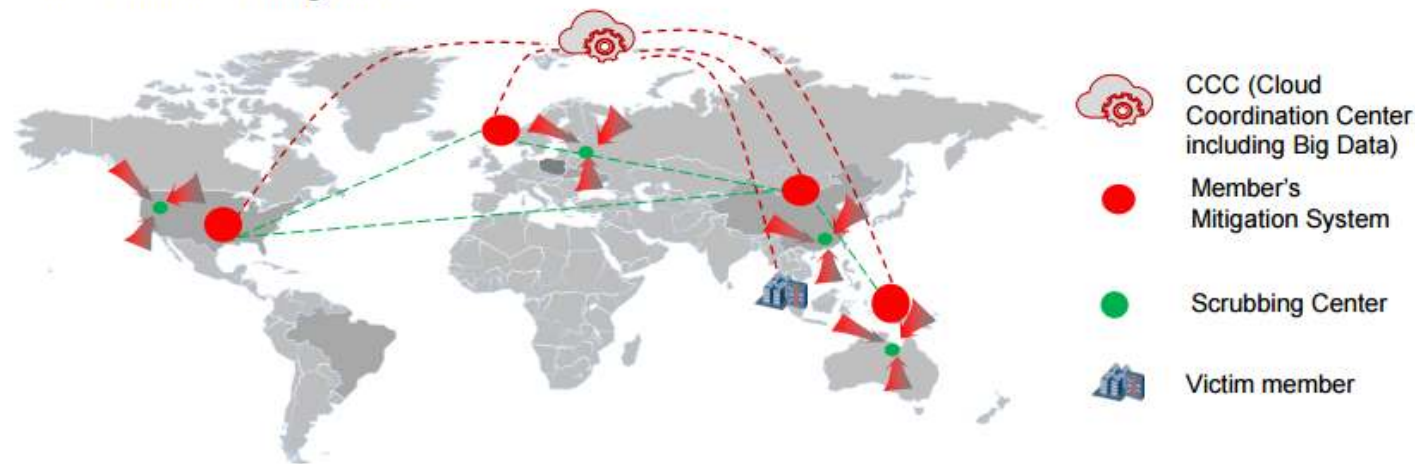 CCC (Cloud
Coordination Center
including Big Data)
Member's
Mitigation System
Scrubbing Center
Victim member